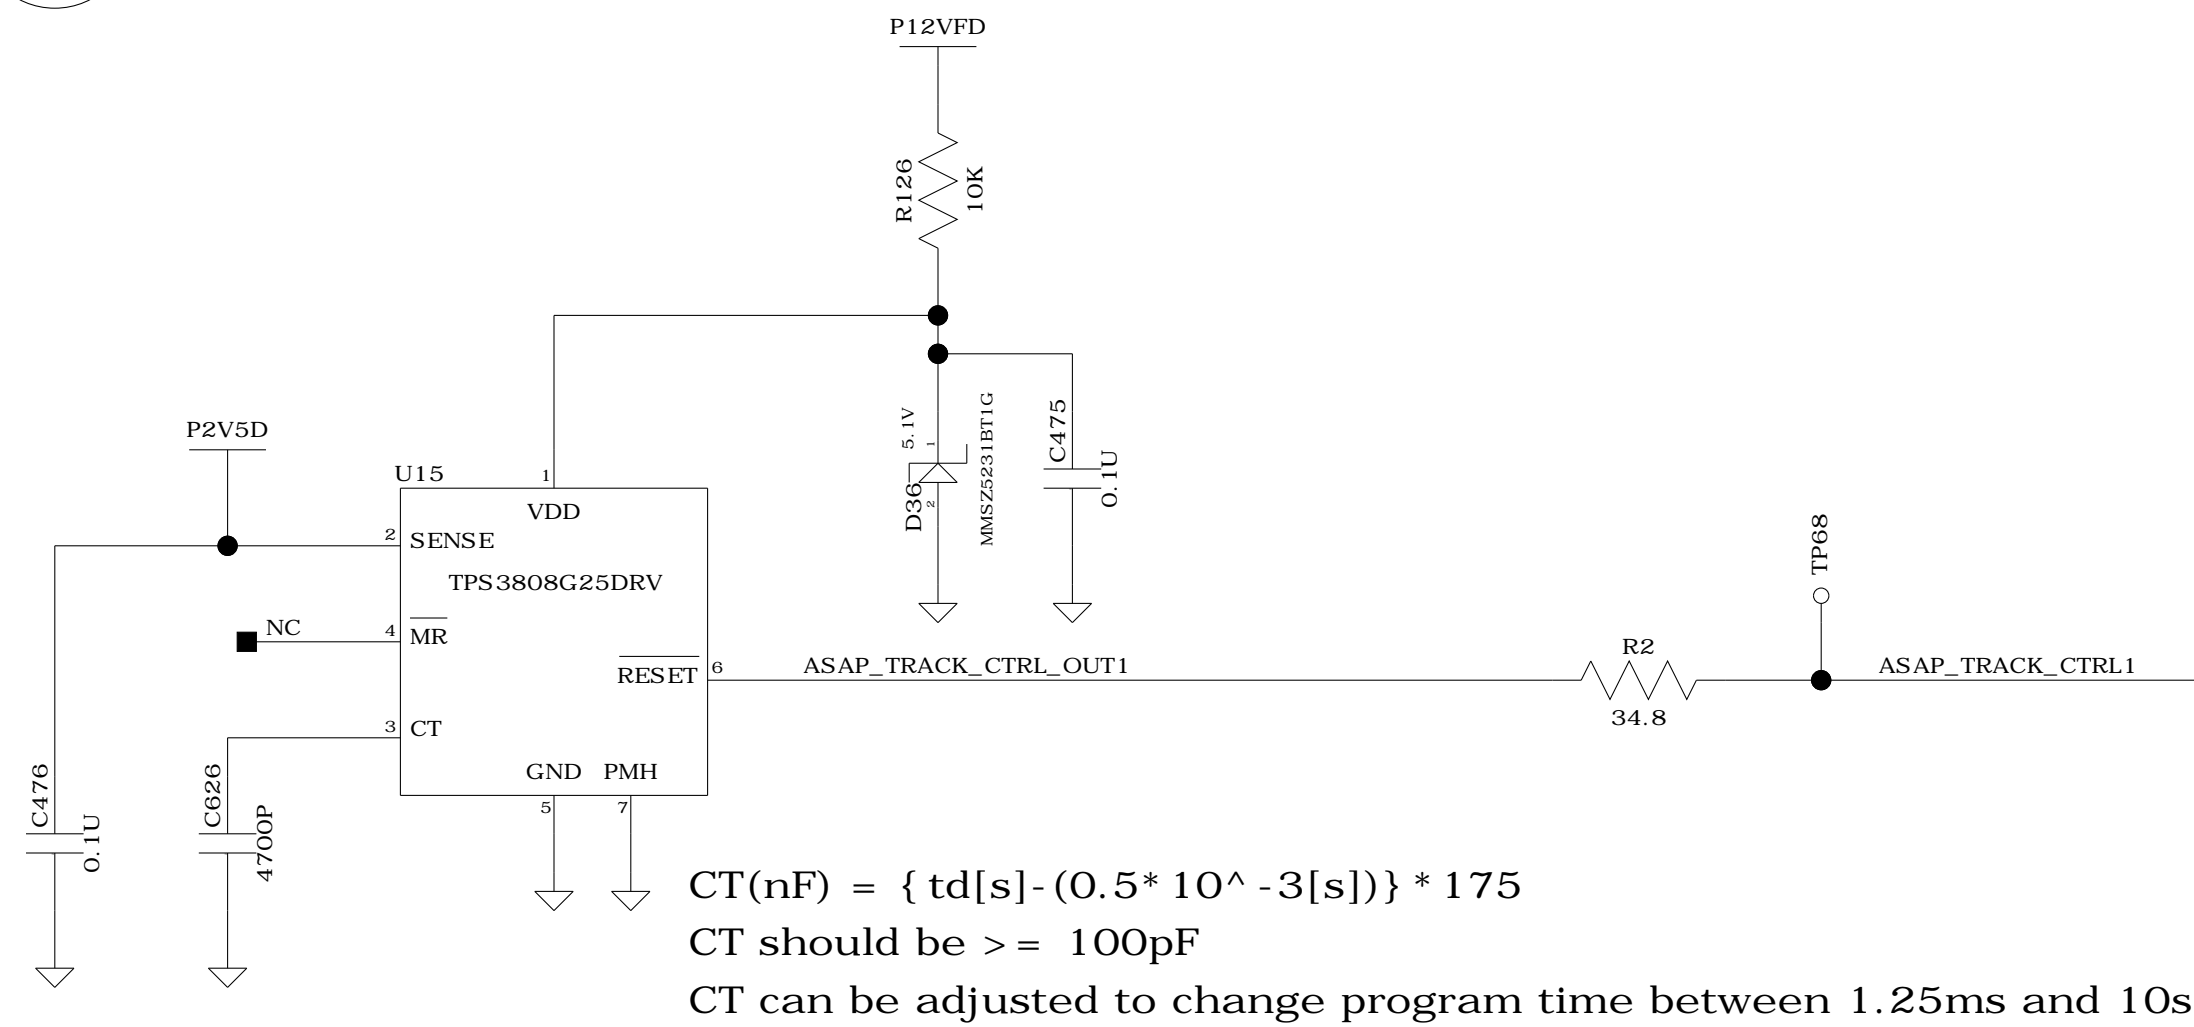 P12VFD
R126
10K
P2V5D
U15
1
VDD
2
SENSE
TPS3808G25DRV
NC
4
MR
RESET
6
3
CT
GND
PMH
5
7
5.1V
1
D36
2
MMSZ5231BT1G
C475
0.1U
ASAP_TRACK_CTRL_OUT1
R2
34.8
TP68
ASAP_TRACK_CTRL1
C476
0.1U
C626
4700P
CT(nF) = {td[s]-(0.5*10^-3[s])}*175
CT should be >= 100pF
CT can be adjusted to change program time between 1.25ms and 10s